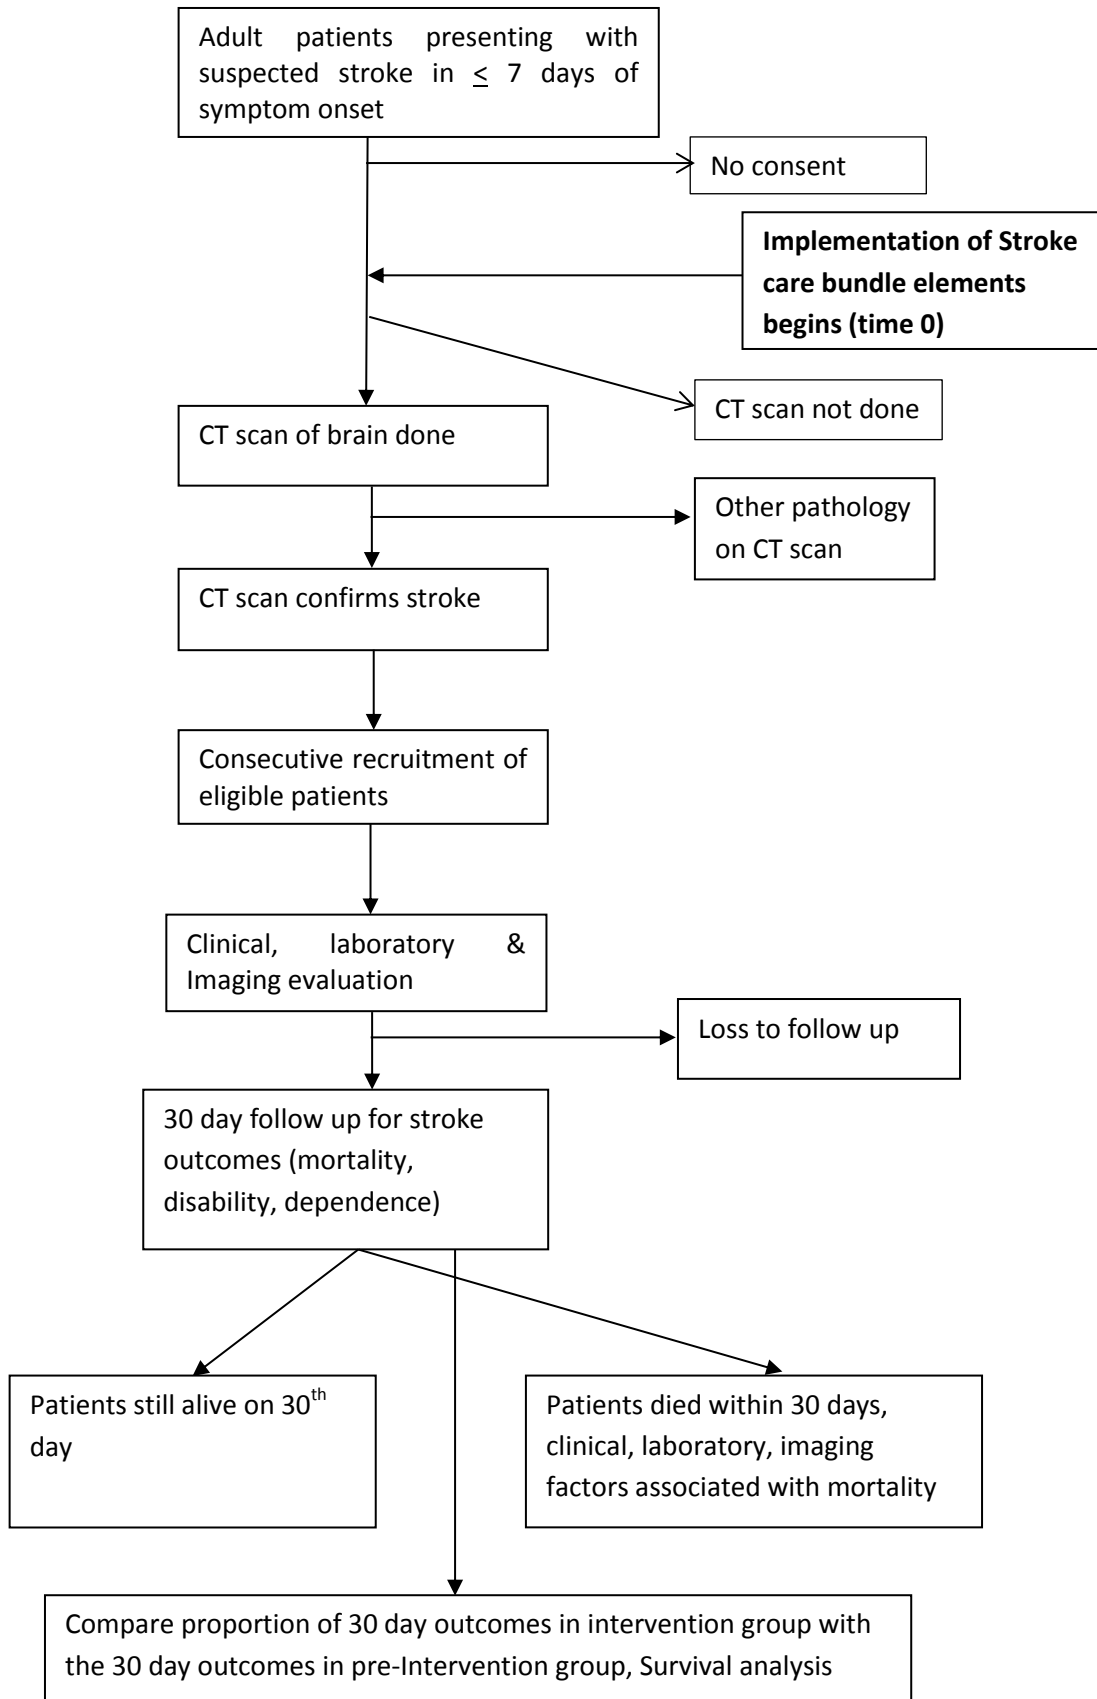 Adult patients presenting with
suspected stroke in ≤ 7 days of
symptom onset
No consent
Implementation of Stroke
care bundle elements
begins (time 0)
CT scan not done
CT scan of brain done
Other pathology
on CT scan
CT scan confirms stroke
Consecutive recruitment of
eligible patients
Clinical, laboratory &
Imaging evaluation
Loss to follow up
30 day follow up for stroke
outcomes (mortality,
disability, dependence)
Patients still alive on 30th
day
Patients died within 30 days,
clinical, laboratory, imaging
factors associated with mortality
Compare proportion of 30 day outcomes in intervention group with
the 30 day outcomes in pre-Intervention group, Survival analysis